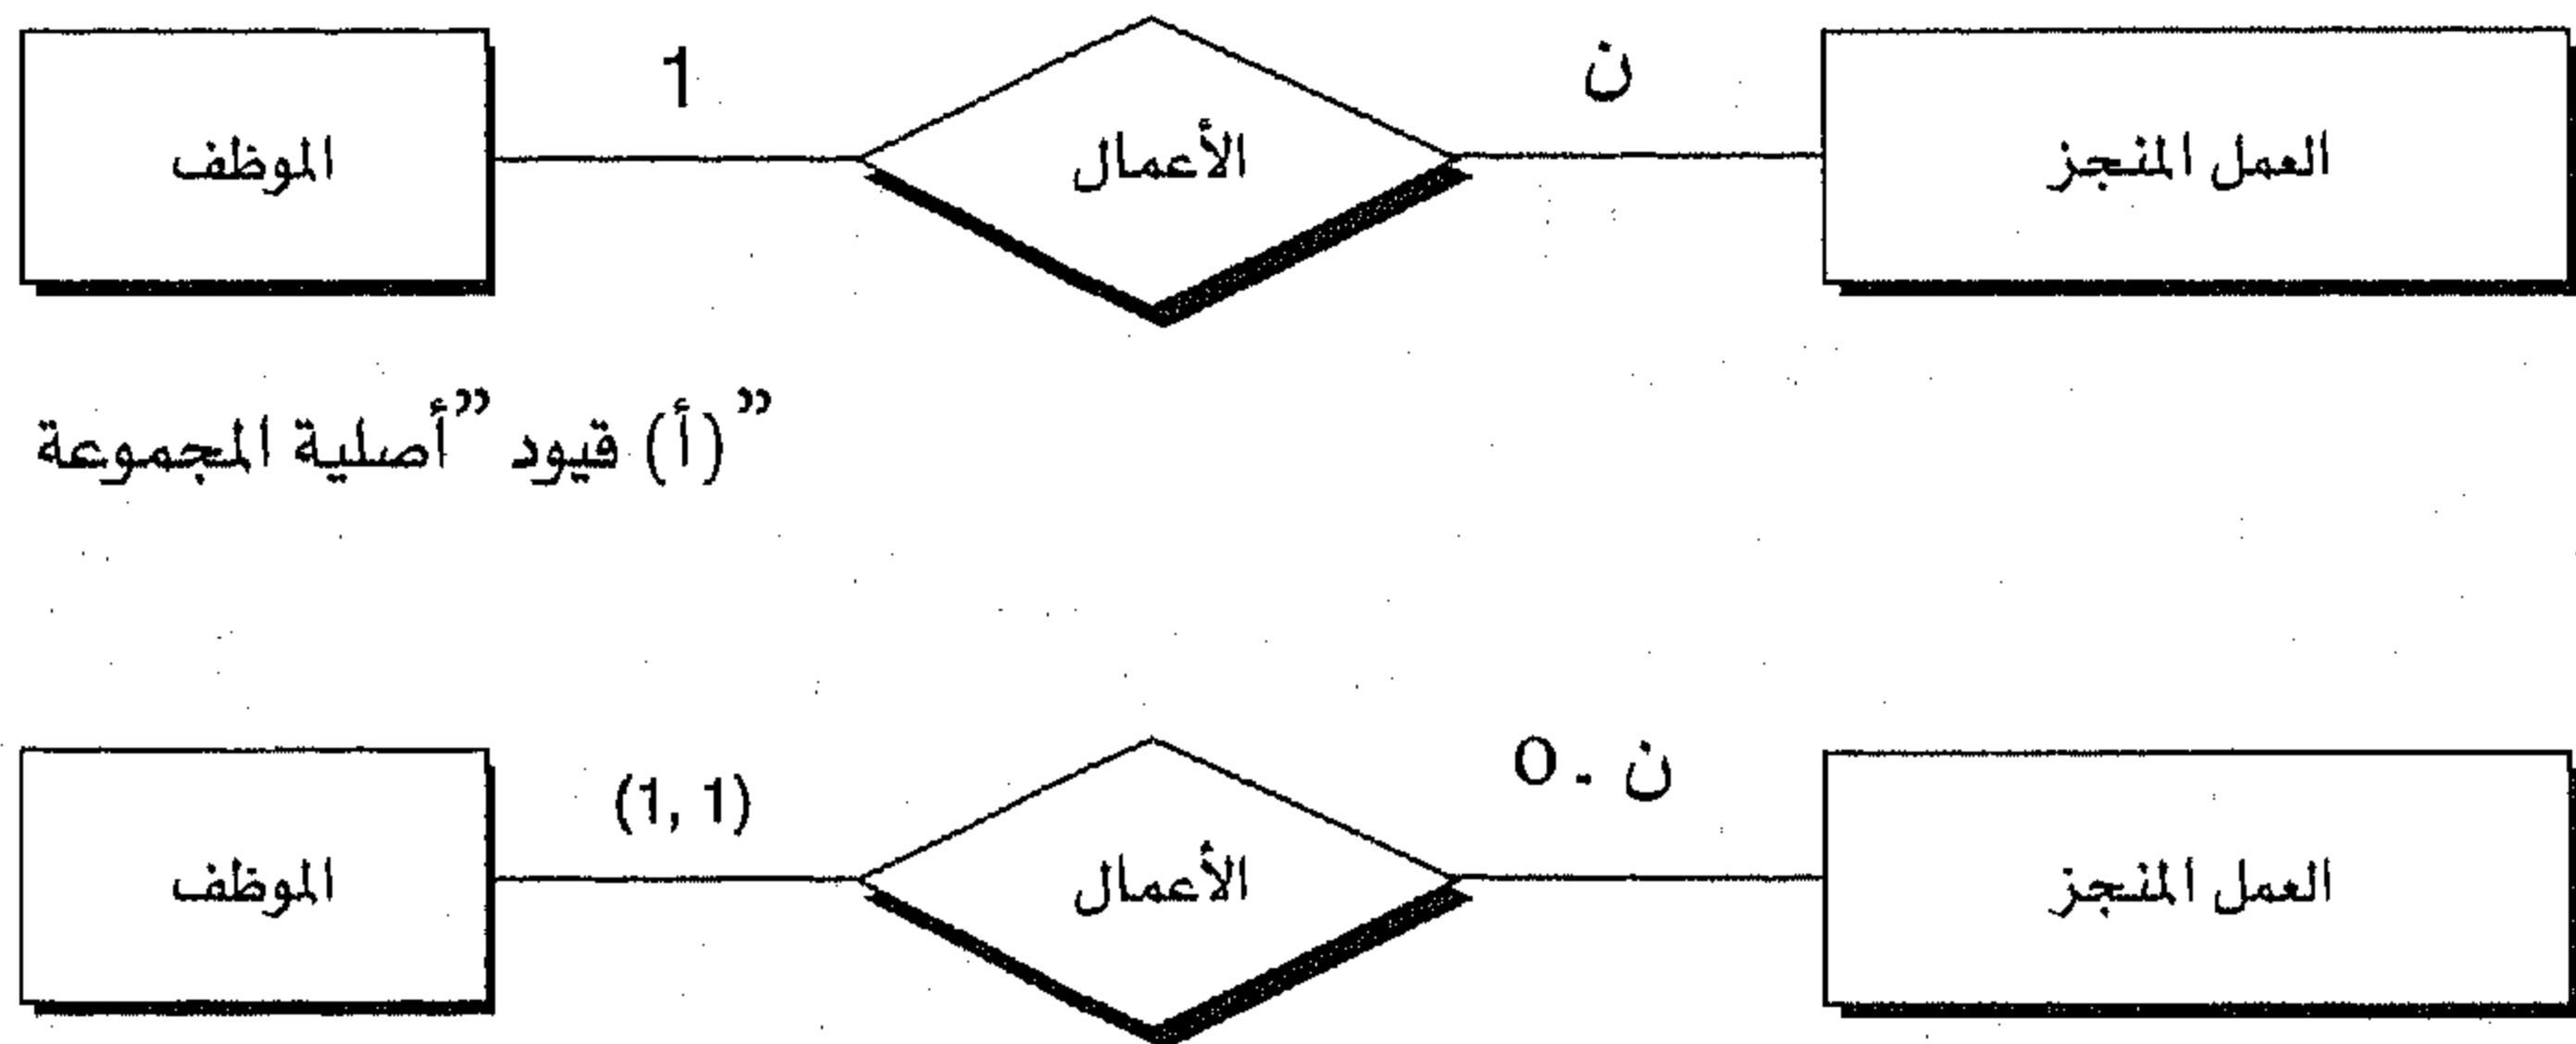 الموظف
1
الأعمال
ن
العمل المنجز
”(أ) قيود ”أصلية المجموعة
الموظف
(1, 1)
الأعمال
0 . ن
العمل المنجز